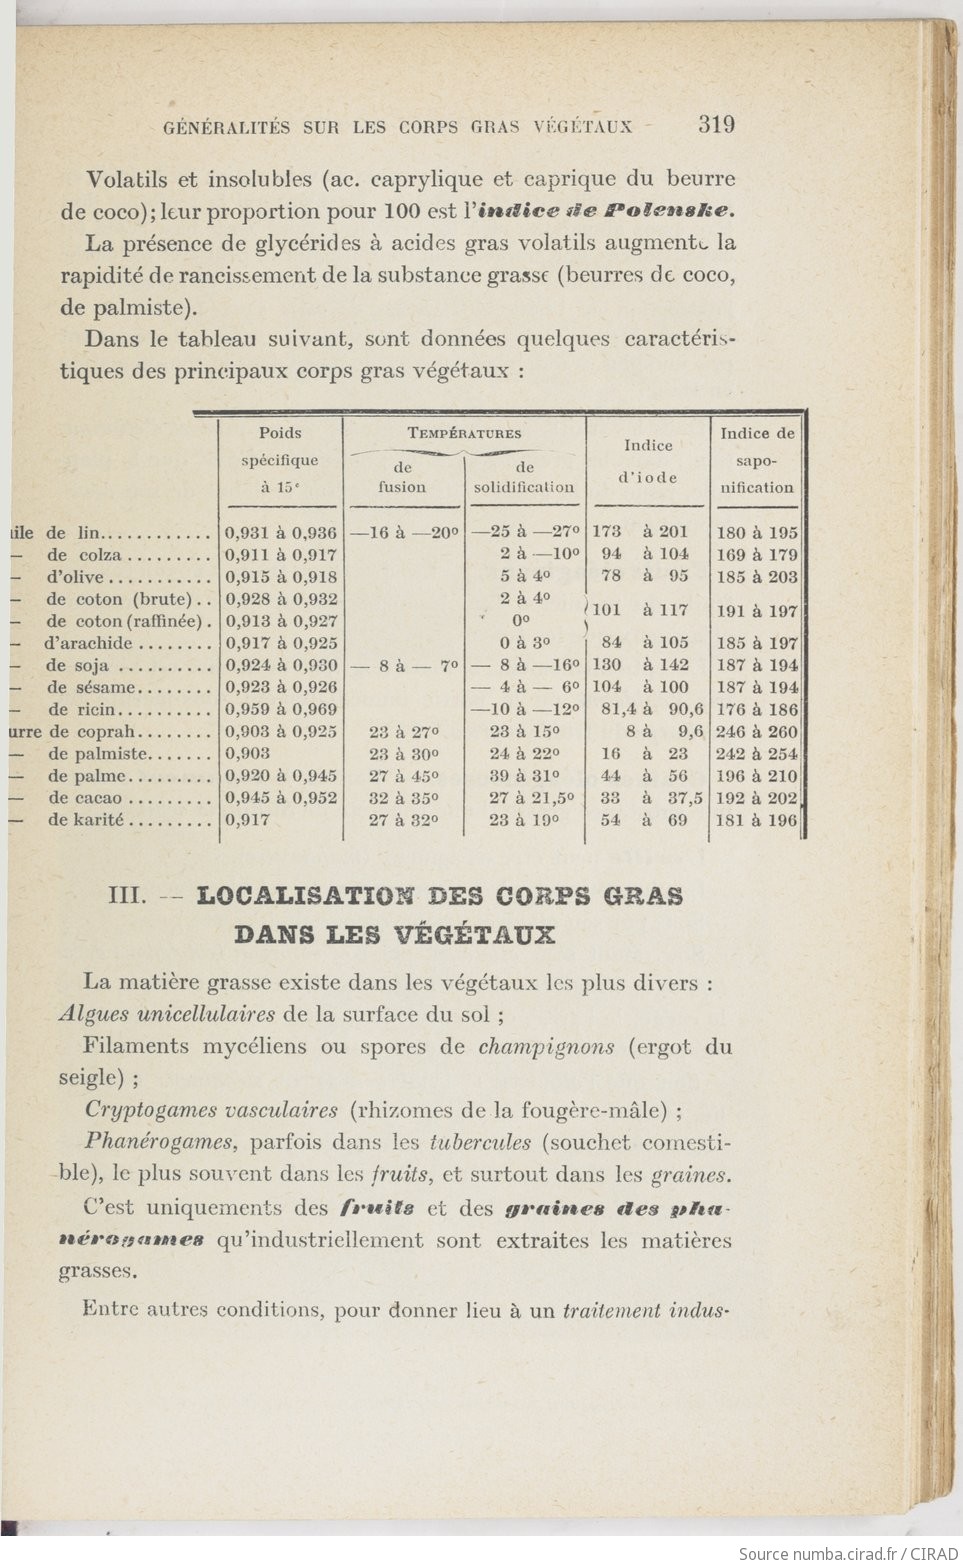 GÉNÉRALITÉS SUR LES CORPS GRAS VÉGÉTAUX 319
Volatils et insolubles (ac. caprylique et caprique du beurre
de coco); leur proportion pour 100 est l'indice de Polenske.
La présence de glycérides à acides gras volatils augmente la
rapidité de rancissement de la substance grasse (beurres de coco,
de palmiste).
Dans le tableau suivant, sont données quelques caractéris-
tiques des principaux corps gras végétaux :
Poids spécifique à 15° TEMPÉRATURES de fusion de solidification Indice d'iode Indice de sapo-nification
ile de lin............ 0,931 à 0,936 —16 à —20° —25 à —27° 173 à 201 180 à 195
— de colza ......... 0,911 à 0,917 2 à —10° 94 à 104 169 à 179
— d'olive ........... 0,915 à 0,918 5 à 4° 78 à 95 185 à 203
— de coton (brute) .. 0,928 à 0,932 2 à 4° 101 à 117 191 à 197
— de coton (raffinée) . 0,913 à 0,927 0°
— d'arachide ........ 0,917 à 0,925 0 à 3° 84 à 105 185 à 197
— de soja .......... 0,924 à 0,930 — 8 à — 7° — 8 à —16° 130 à 142 187 à 194
— de sésame........ 0,923 à 0,926 — 4 à — 6° 104 à 100 187 à 194
— de ricin.......... 0,959 à 0,969 —10 à —12° 81,4 à 90,6 176 à 186
urre de coprah........ 0,903 à 0,925 23 à 27° 23 à 15° 8 à 9,6 246 à 260
— de palmiste....... 0,903 23 à 30° 24 à 22° 16 à 23 242 à 254
— de palme......... 0,920 à 0,945 27 à 45° 39 à 31° 44 à 56 196 à 210
— de cacao ......... 0,945 à 0,952 32 à 35° 27 à 21,5° 33 à 37,5 192 à 202
— de karité ......... 0,917 27 à 32° 23 à 19° 54 à 69 181 à 196
III. — LOCALISATION DES CORPS GRAS
DANS LES VÉGÉTAUX
La matière grasse existe dans les végétaux les plus divers :
Algues unicellulaires de la surface du sol ;
Filaments mycéliens ou spores de champignons (ergot du
seigle) ;
Cryptogames vasculaires (rhizomes de la fougère-mâle) ;
Phanérogames, parfois dans les tubercules (souchet comesti-
ble), le plus souvent dans les fruits, et surtout dans les graines.
C'est uniquement des fruits et des graines des pha-
nérogames qu'industriellement sont extraites les matières
grasses.
Entre autres conditions, pour donner lieu à un traitement indus-
Source numba.cirad.fr / CIRAD